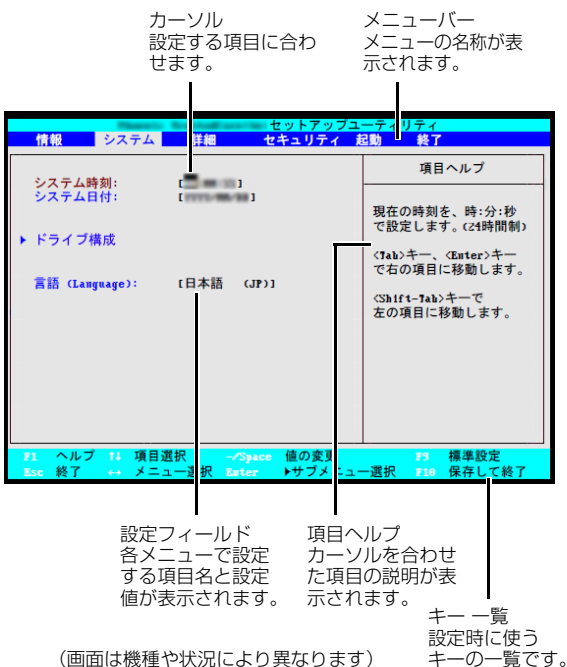 カーソル
設定する項目に合わ
せます。
メニューバー
メニューの名称が表
示されます。
セットアップユーティリティ
情報 システム 詳細 セキュリティ 起動 終了
システム時刻:
システム日付:
ドライブ構成
言語 (Language): [日本語 (JP)]
項目ヘルプ
現在の時刻を、時:分:秒
で設定します。(24時間制)
<Tab>キー、<Enter>キー
で右の項目に移動します。
<Shift-Tab>キーで
左の項目に移動します。
F1 ヘルプ ↑↓ 項目選択 -/Space 値の変更 F9 標準設定
Esc 終了 ↔ メニュー選択 Enter ▶サブメニュー選択 F10 保存して終了
設定フィールド
各メニューで設定
する項目名と設定
値が表示されます。
項目ヘルプ
カーソルを合わせ
た項目の説明が表
示されます。
キー一覧
設定時に使う
キーの一覧です。
(画面は機種や状況により異なります)